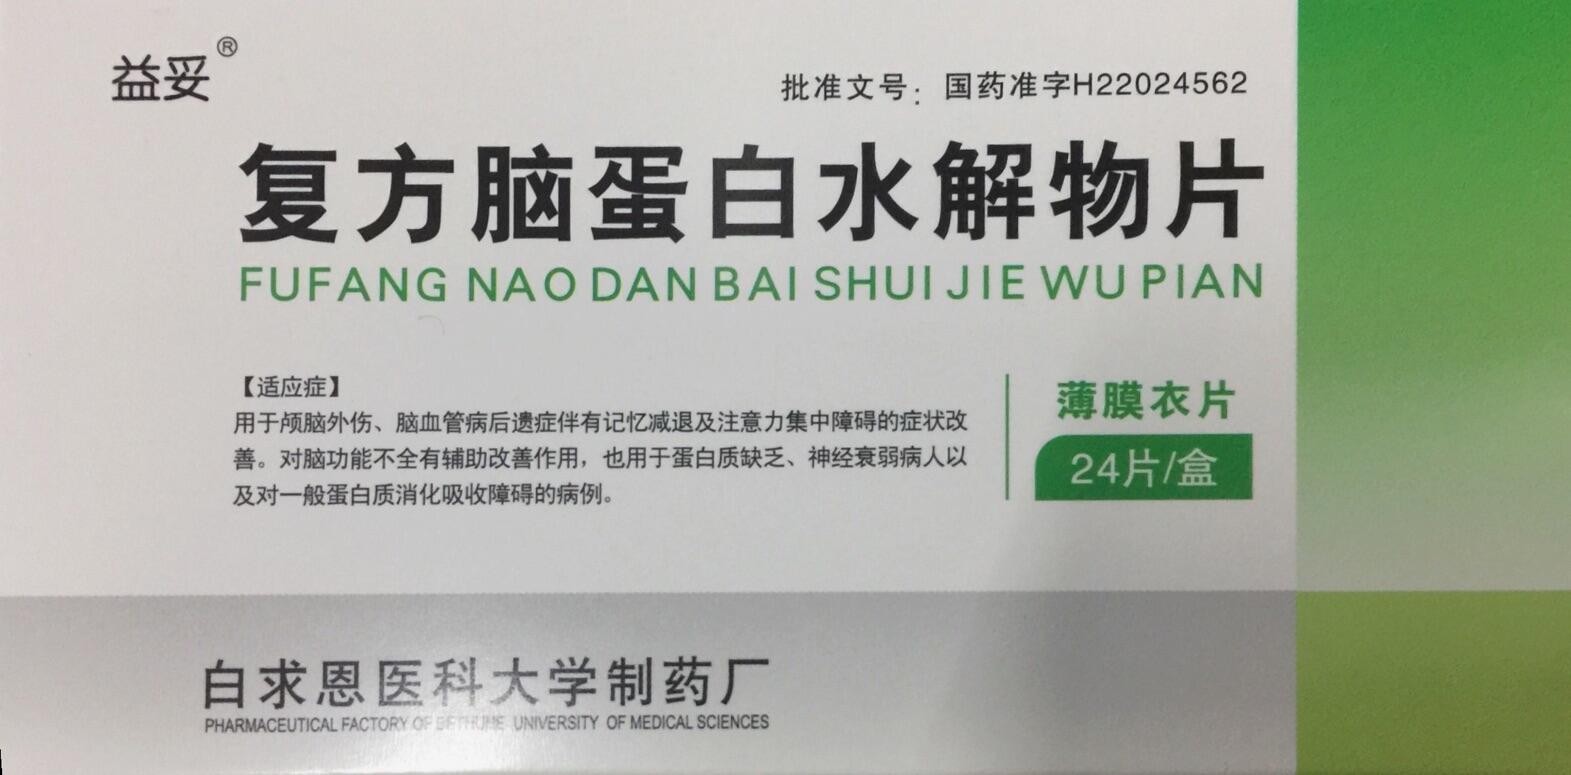 益妥®
批准文号：国药准字H22024562
复方脑蛋白水解物片
FUFANG NAO DAN BAI SHUI JIE WU PIAN
【适应症】
用于颅脑外伤、脑血管病后遗症伴有记忆减退及注意力集中障碍的症状改
善。对脑功能不全有辅助改善作用，也用于蛋白质缺乏、神经衰弱病人以
及对一般蛋白质消化吸收障碍的病例。
薄膜衣片
24片/盒
白求恩医科大学制药厂
PHARMACEUTICAL FACTORY OF BETHUNE UNIVERSITY OF MEDICAL SCIENCES